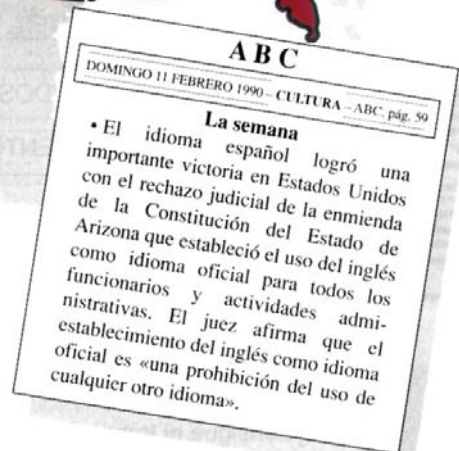 A B C
DOMINGO 11 FEBRERO 1990 – CULTURA – ABC. pág. 59
La semana
• El idioma español logró una
importante victoria en Estados Unidos
con el rechazo judicial de la enmienda
de la Constitución del Estado de
Arizona que estableció el uso del inglés
como idioma oficial para todos los
funcionarios y actividades admi-
nistrativas. El juez afirma que el
establecimiento del inglés como idioma
oficial es «una prohibición del uso de
cualquier otro idioma».